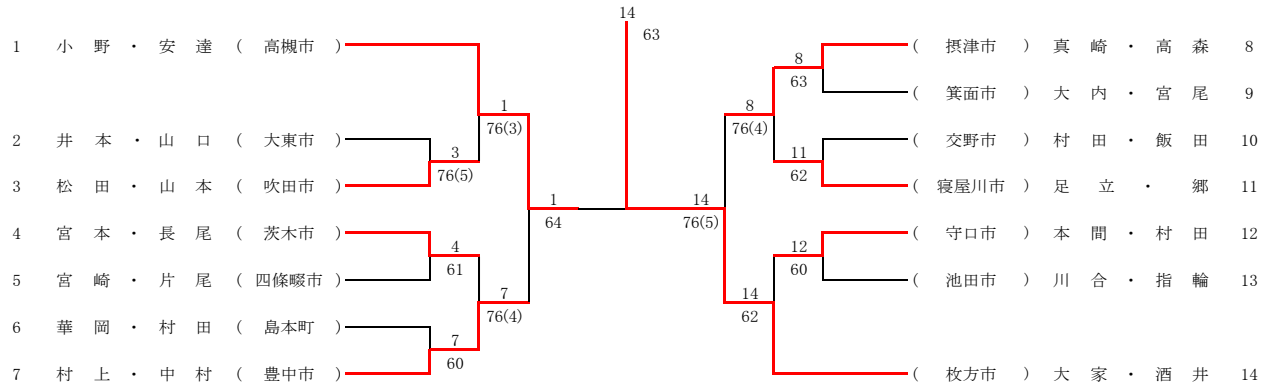 14
63
1 小野・安達(高槻市)
(摂津市)真崎・高森 8
8
63
(箕面市)大内・宮尾 9
1
76(3)
8
76(4)
2 井本・山口(大東市)
(交野市)村田・飯田 10
3
76(5)
11
62
3 松田・山本(吹田市)
(寝屋川市)足立・郷 11
1
64
14
76(5)
4 宮本・長尾(茨木市)
(守口市)本間・村田 12
4
61
12
60
5 宮崎・片尾(四條畷市)
(池田市)川合・指輪 13
7
76(4)
14
62
6 華岡・村田(島本町)
7
60
7 村上・中村(豊中市)
(枚方市)大家・酒井 14